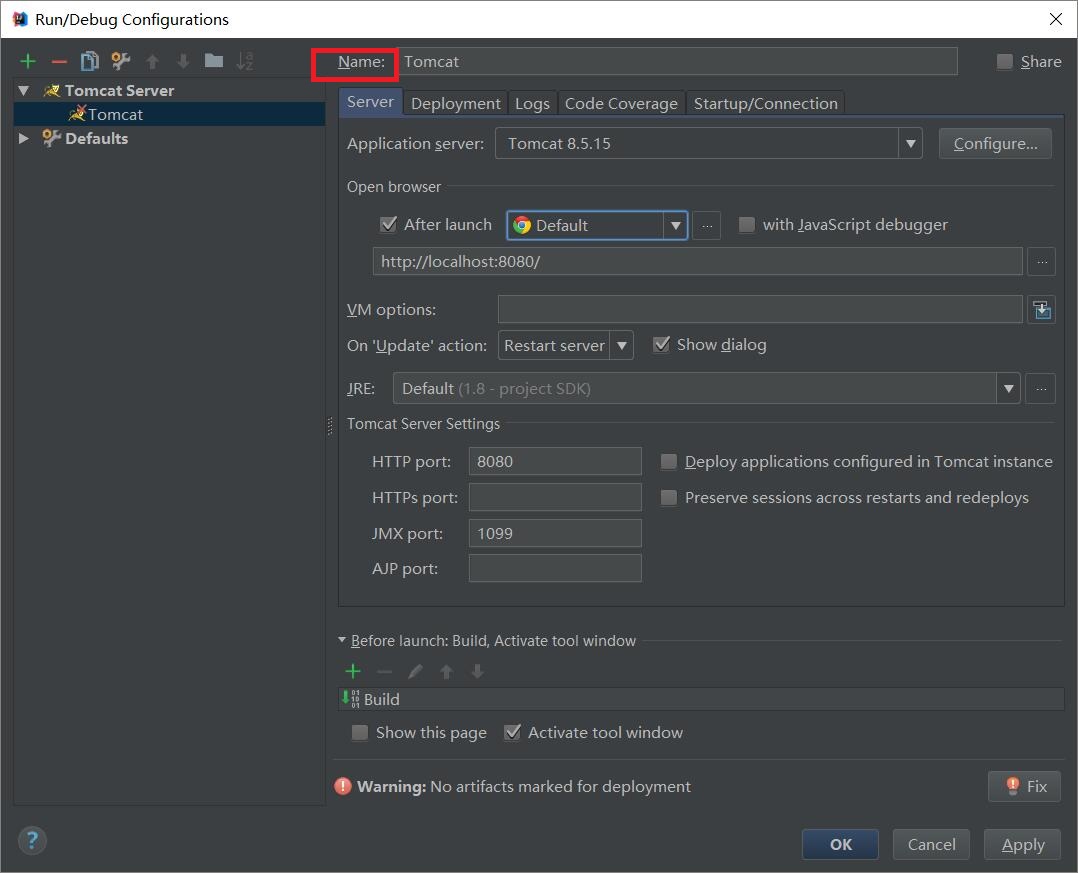 Run/Debug Configurations
Name: Tomcat Share
Tomcat Server
Tomcat
Defaults
Server Deployment Logs Code Coverage Startup/Connection
Application server: Tomcat 8.5.15 Configure...
Open browser
After launch Default ... with JavaScript debugger
http://localhost:8080/ ...
VM options:
On 'Update' action: Restart server Show dialog
JRE: Default (1.8 - project SDK) ...
Tomcat Server Settings
HTTP port: 8080 Deploy applications configured in Tomcat instance
HTTPs port: Preserve sessions across restarts and redeploys
JMX port: 1099
AJP port:
Before launch: Build, Activate tool window
Build
Show this page Activate tool window
Warning: No artifacts marked for deployment Fix
? OK Cancel Apply